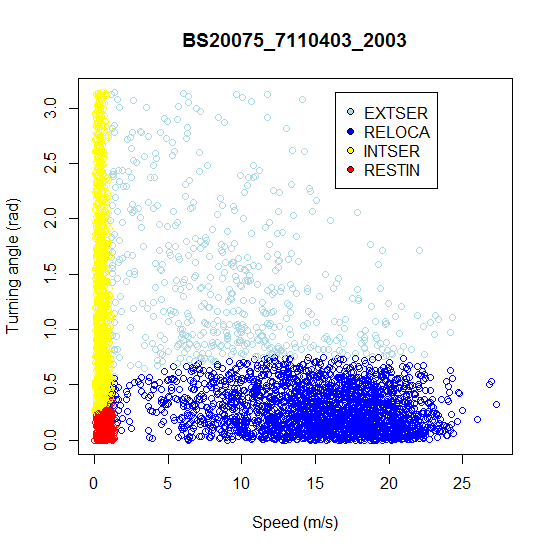 BS20075_7110403_2003
EXTSER
RELOCA
INTSER
RESTIN
Turning angle (rad)
3.0
2.5
2.0
1.5
1.0
0.5
0.0
0 5 10 15 20 25
Speed (m/s)